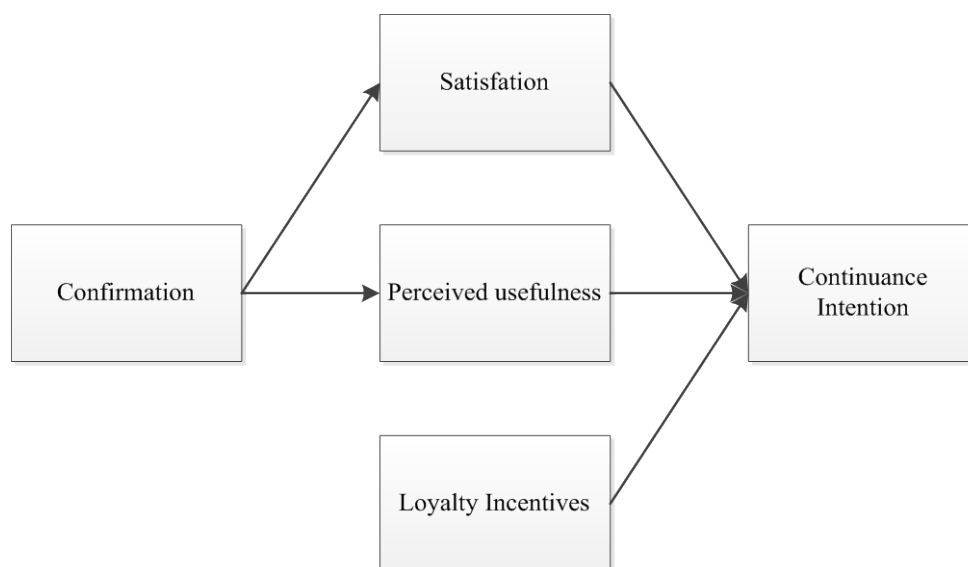 Satisfation
Confirmation
Perceived usefulness
Continuance
Intention
Loyalty Incentives